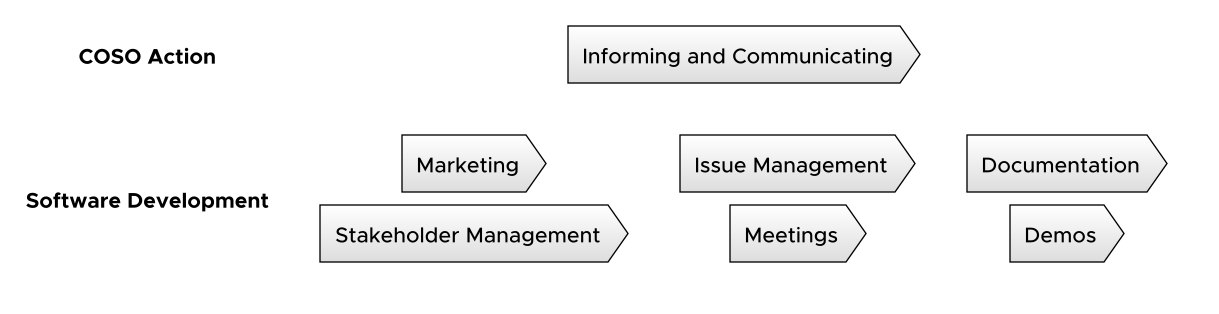 COSO Action
Informing and Communicating
Marketing
Issue Management
Documentation
Software Development
Stakeholder Management
Meetings
Demos